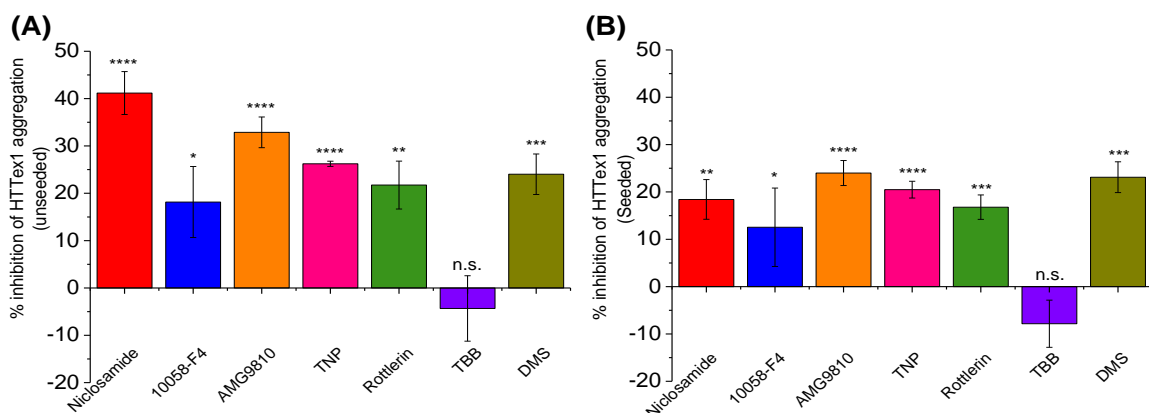 (A)
% inhibition of HTTex1 aggregation
(unseeded)
50
40
30
20
10
0
-10
-20
****
*
****
****
**
n.s.
***
Niclosamide
10058-F4
AMG9810
TNP
Rottlerin
TBB
DMS
(B)
% inhibition of HTTex1 aggregation
(Seeded)
50
40
30
20
10
0
-10
-20
**
*
****
****
***
n.s.
***
Niclosamide
10058-F4
AMG9810
TNP
Rottlerin
TBB
DMS